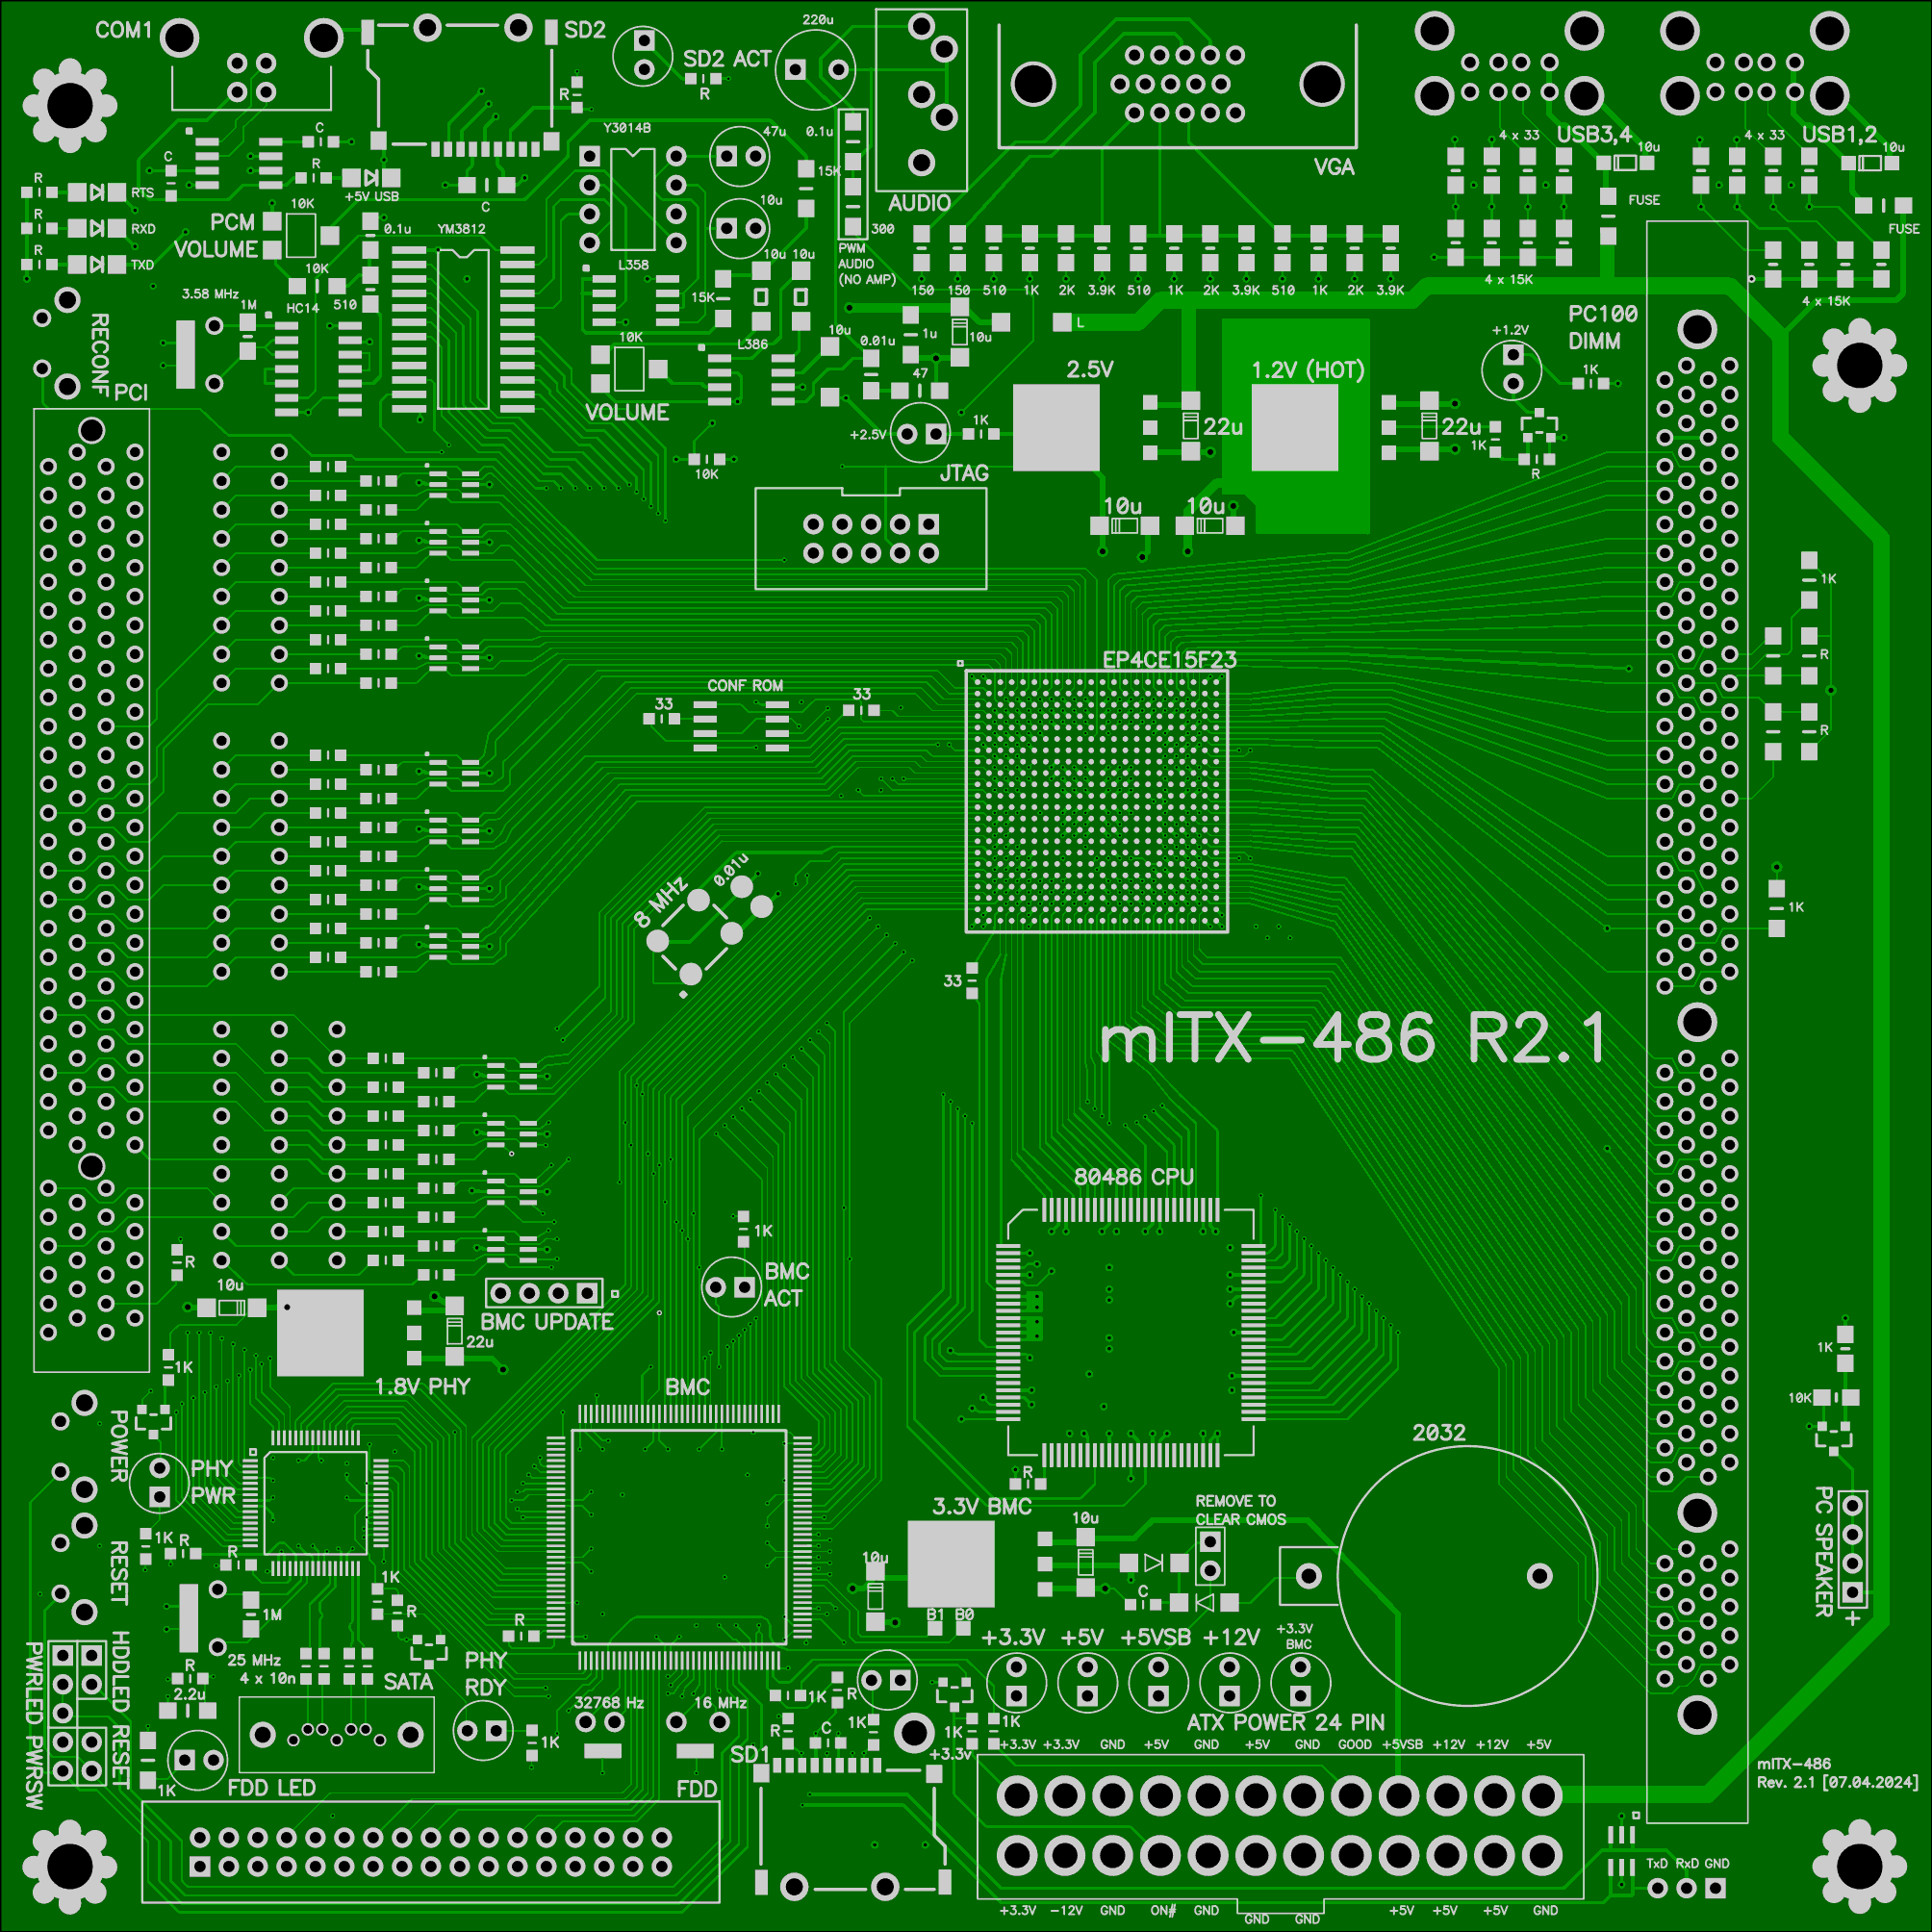 COM1
SD2
220u
SD2 ACT
R
R
Y3014B
47u
0.1u
C
C
R
R
+5V USB
RTS
C
15K
10K
PCM
VOLUME
R
RXD
0.1u
YM3812
10u
300
AUDIO
PWM
AUDIO
(NO AMP)
R
TXD
10K
L358
10u 10u
3.58 MHz
1M
HC14
510
15K
RECONF
PCI
10K
VOLUME
L386
10u
0.01u
1u
10u
47
VGA
USB3,4
4 x 33
10u
USB1,2
4 x 33
10u
FUSE
FUSE
4 x 15K
4 x 15K
150 150 510 1K 2K 3.9K 510 1K 2K 3.9K 510 1K 2K 3.9K
L
2.5V
1.2V (HOT)
+1.2V
PC100
DIMM
1K
+2.5V
1K
22u
22u
R
10K
JTAG
10u
10u
1K
R
R
EP4CE15F23
CONF ROM
33
33
8 MHz
0.01u
1K
33
mITX-486 R2.1
80486 CPU
1K
BMC
ACT
R
10u
BMC UPDATE
22u
1.8V PHY
1K
BMC
POWER
PHY
PWR
2032
1K
10K
R
3.3V BMC
REMOVE TO
CLEAR CMOS
10u
10u
C
PC SPEAKER
+
RESET
1K
R
R
1K
R
1M
R
B1 B0
+3.3V +5V +5VSB +12V
+3.3V
BMC
25 MHz
4 x 10n
SATA
PHY
RDY
R
2.2u
HDDLED RESET
PWRLED PWRSW
1K
FDD LED
1K
32768 Hz
16 MHz
FDD
1K
R
R
C
1K
SD1
+3.3v
1K
1K
ATX POWER 24 PIN
+3.3V +3.3V GND +5V GND +5V GND GOOD +5VSB +12V +12V +5V
mITX-486
Rev. 2.1 [07.04.2024]
TxD RxD GND
+3.3V -12V GND ON# GND GND GND +5V +5V +5V GND